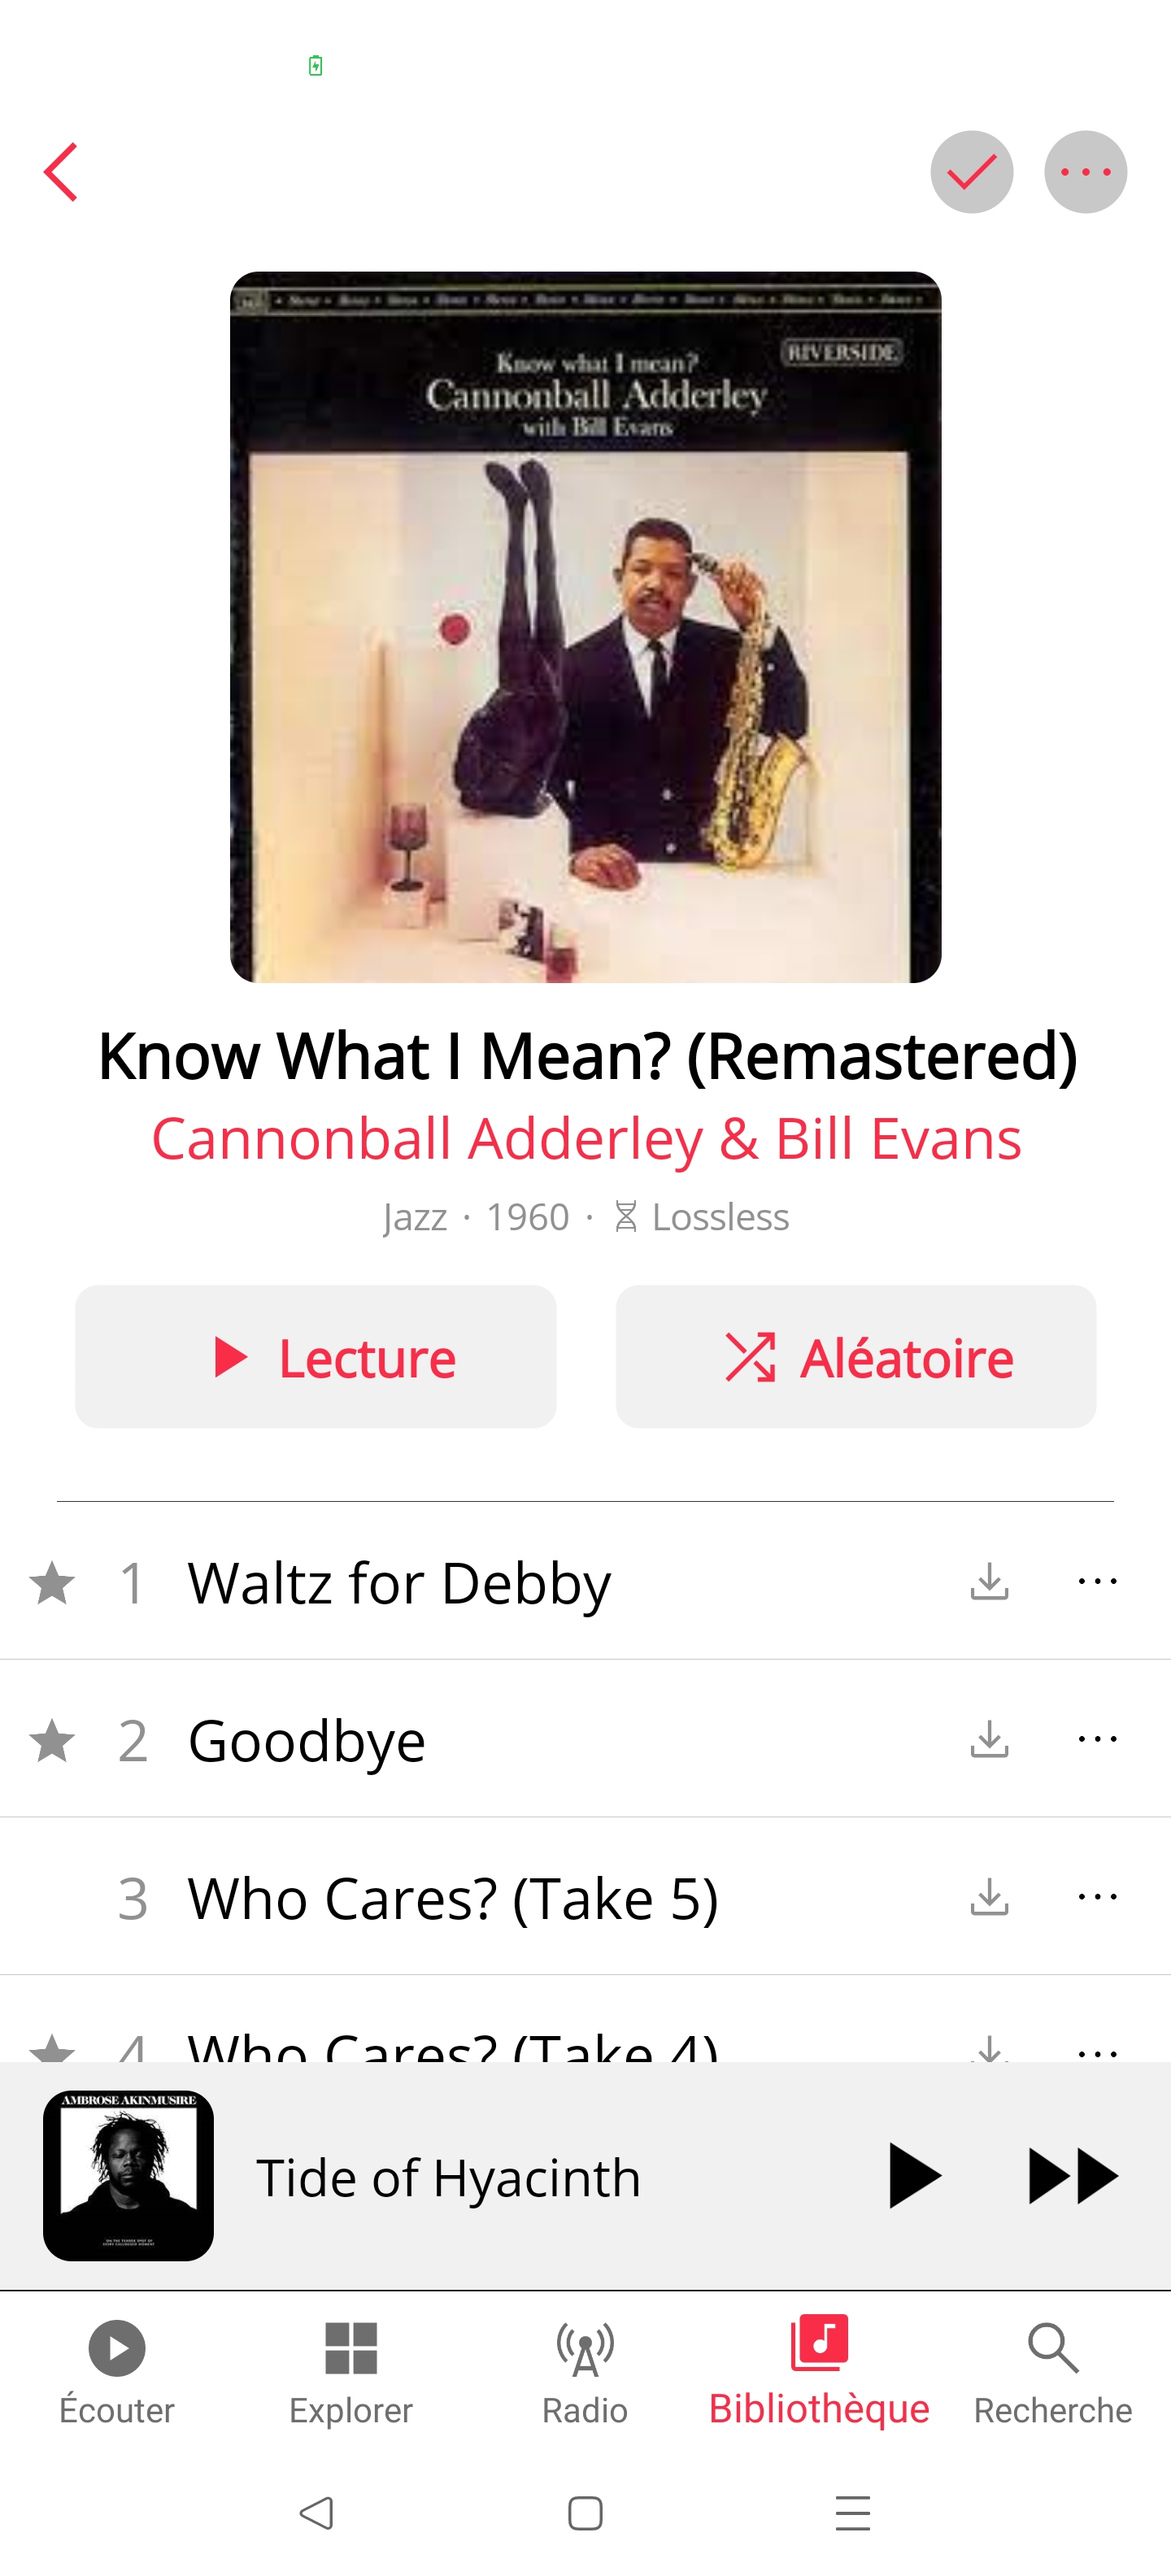 RIVERSIDE
Know what I mean?
Cannonball Adderley
with Bill Evans
Know What I Mean? (Remastered)
Cannonball Adderley & Bill Evans
Jazz · 1960 · Lossless
Lecture
Aléatoire
1 Waltz for Debby
2 Goodbye
3 Who Cares? (Take 5)
4 Who Cares? (Take 4)
AMBROSE AKINMUSIRE
Tide of Hyacinth
Écouter
Explorer
Radio
Bibliothèque
Recherche